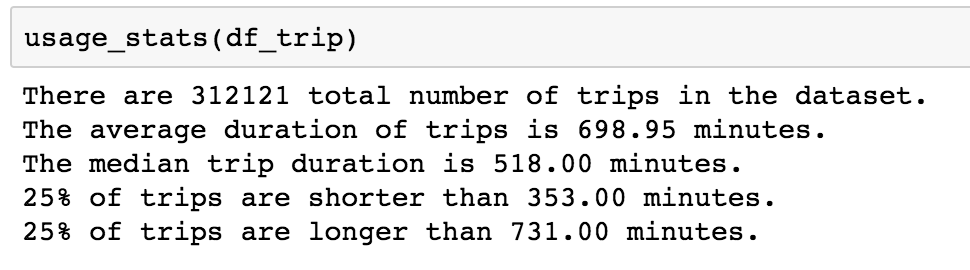 usage_stats(df_trip)
There are 312121 total number of trips in the dataset.
The average duration of trips is 698.95 minutes.
The median trip duration is 518.00 minutes.
25% of trips are shorter than 353.00 minutes.
25% of trips are longer than 731.00 minutes.